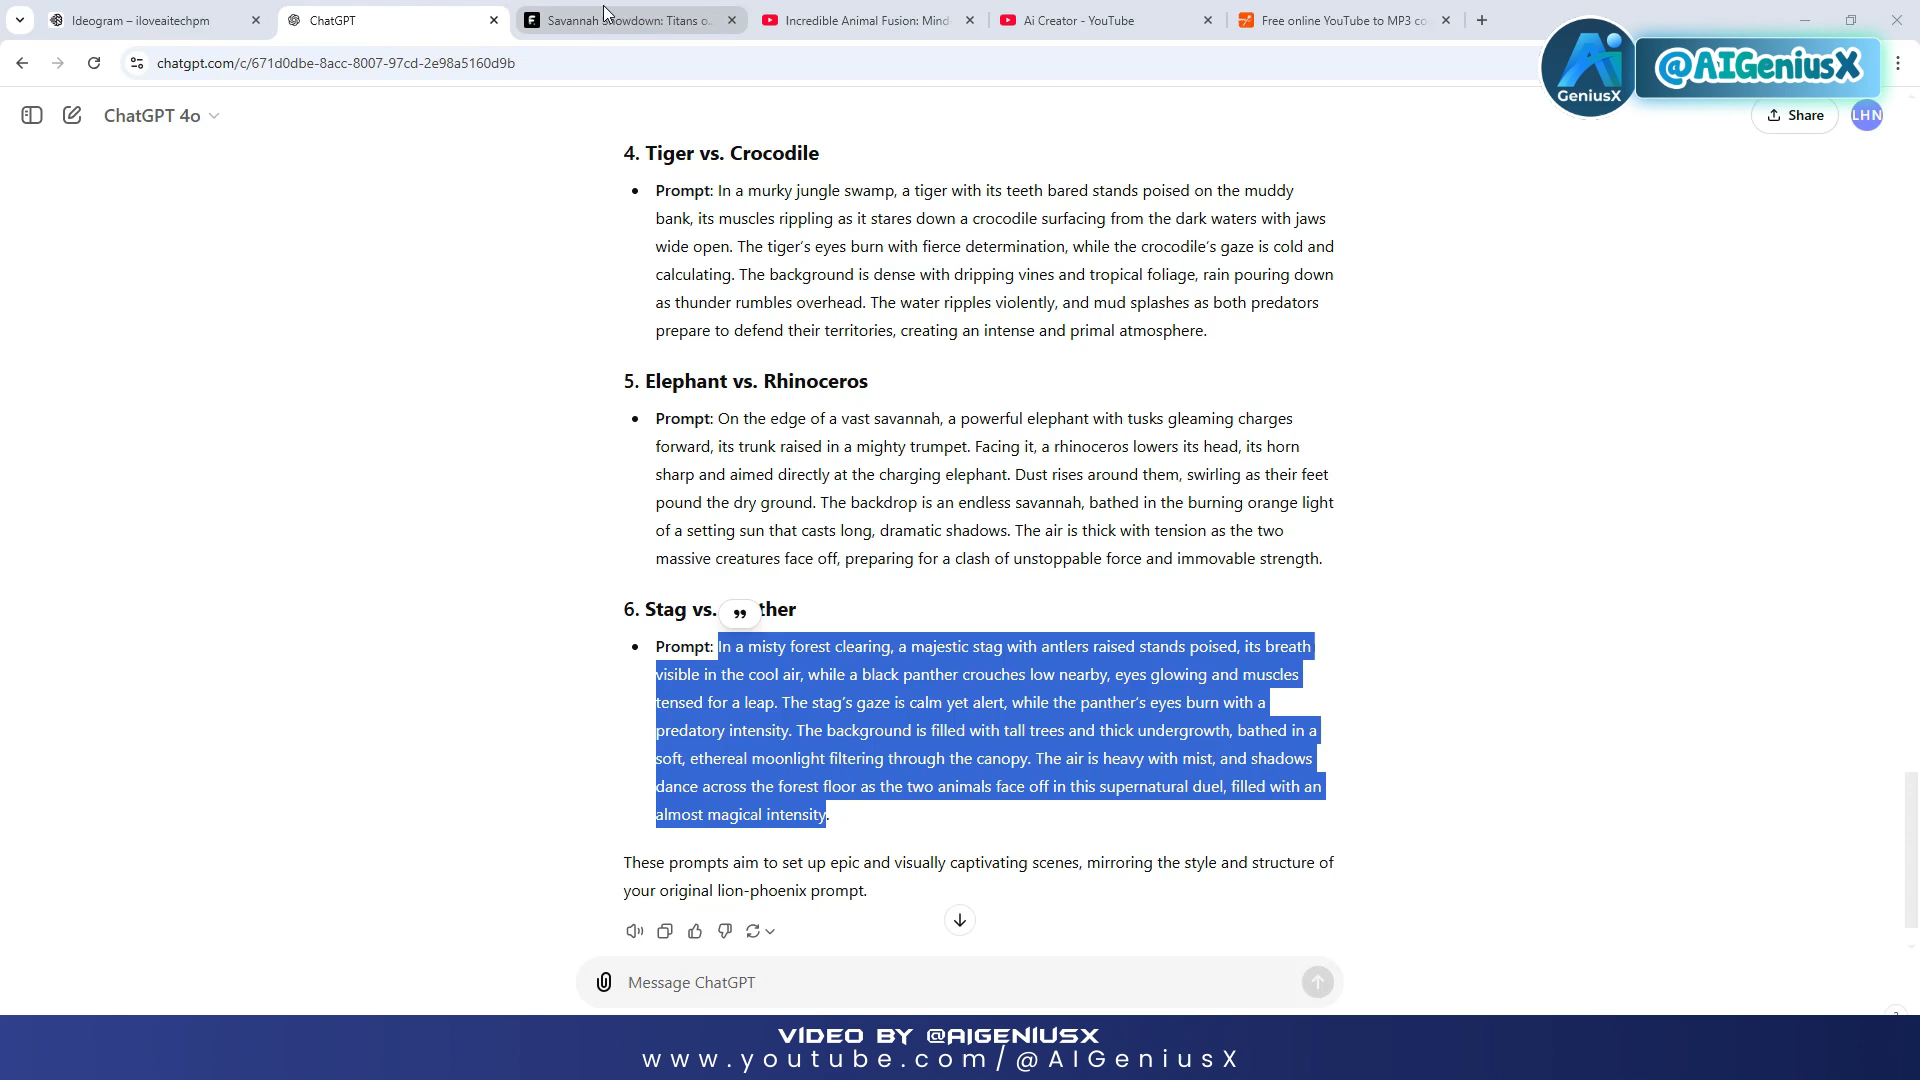 Ideogram – iloveaitechpm
ChatGPT
Savannah Showdown: Titans o
Incredible Animal Fusion: Mind
Ai Creator - YouTube
Free online YouTube to MP3 co
chatgpt.com/c/671d0dbe-8acc-8007-97cd-2e98a5160d9b
Ai
GeniusX
@AIGeniusX
ChatGPT 4o
Share
LHN
4. Tiger vs. Crocodile
Prompt: In a murky jungle swamp, a tiger with its teeth bared stands poised on the muddy
bank, its muscles rippling as it stares down a crocodile surfacing from the dark waters with jaws
wide open. The tiger’s eyes burn with fierce determination, while the crocodile’s gaze is cold and
calculating. The background is dense with dripping vines and tropical foliage, rain pouring down
as thunder rumbles overhead. The water ripples violently, and mud splashes as both predators
prepare to defend their territories, creating an intense and primal atmosphere.
5. Elephant vs. Rhinoceros
Prompt: On the edge of a vast savannah, a powerful elephant with tusks gleaming charges
forward, its trunk raised in a mighty trumpet. Facing it, a rhinoceros lowers its head, its horn
sharp and aimed directly at the charging elephant. Dust rises around them, swirling as their feet
pound the dry ground. The backdrop is an endless savannah, bathed in the burning orange light
of a setting sun that casts long, dramatic shadows. The air is thick with tension as the two
massive creatures face off, preparing for a clash of unstoppable force and immovable strength.
6. Stag vs. ther
Prompt: In a misty forest clearing, a majestic stag with antlers raised stands poised, its breath
visible in the cool air, while a black panther crouches low nearby, eyes glowing and muscles
tensed for a leap. The stag’s gaze is calm yet alert, while the panther’s eyes burn with a
predatory intensity. The background is filled with tall trees and thick undergrowth, bathed in a
soft, ethereal moonlight filtering through the canopy. The air is heavy with mist, and shadows
dance across the forest floor as the two animals face off in this supernatural duel, filled with an
almost magical intensity.
These prompts aim to set up epic and visually captivating scenes, mirroring the style and structure of
your original lion-phoenix prompt.
Message ChatGPT
VIDEO BY @AIGENIUSX
www.youtube.com/@AIGeniusX